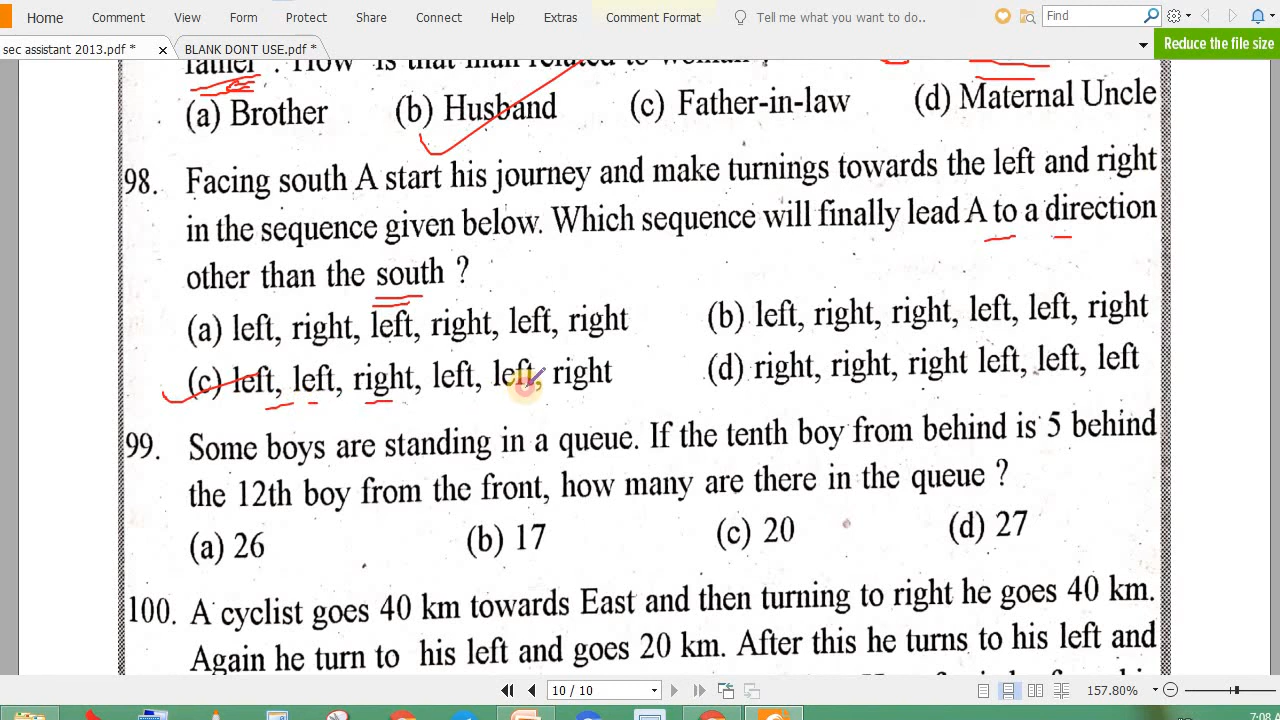 Home Comment View Form Protect Share Connect Help Extras Comment Format Tell me what you want to do.. Find
sec assistant 2013.pdf * × BLANK DONT USE.pdf * Reduce the file size
father . How is that man related to woman ?
(a) Brother (b) Husband (c) Father-in-law (d) Maternal Uncle
98. Facing south A start his journey and make turnings towards the left and right
in the sequence given below. Which sequence will finally lead A to a direction
other than the south ?
(a) left, right, left, right, left, right (b) left, right, right, left, left, right
(c) left, left, right, left, left, right (d) right, right, right left, left, left
99. Some boys are standing in a queue. If the tenth boy from behind is 5 behind
the 12th boy from the front, how many are there in the queue ?
(a) 26 (b) 17 (c) 20 (d) 27
100. A cyclist goes 40 km towards East and then turning to right he goes 40 km.
Again he turn to his left and goes 20 km. After this he turns to his left and
10 / 10 157.80%